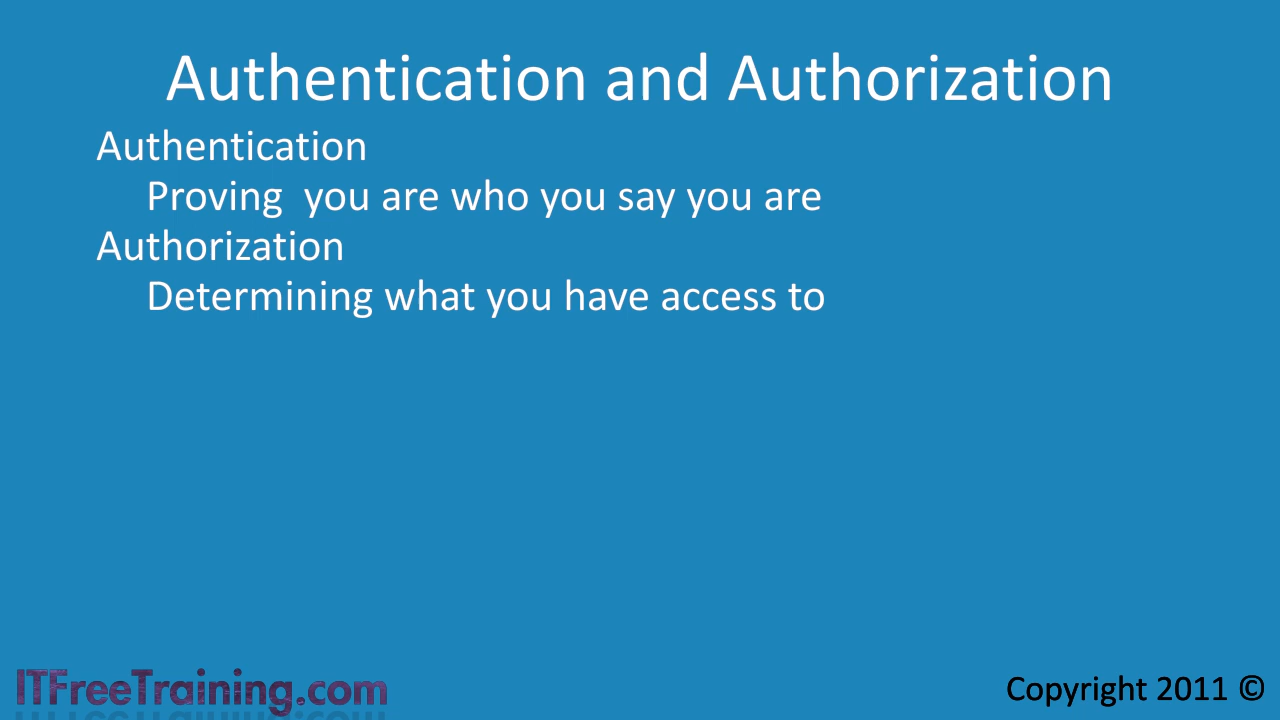 Authentication and Authorization
Authentication
Proving  you are who you say you are
Authorization
Determining what you have access to
ITFreeTraining.com
Copyright 2011 ©